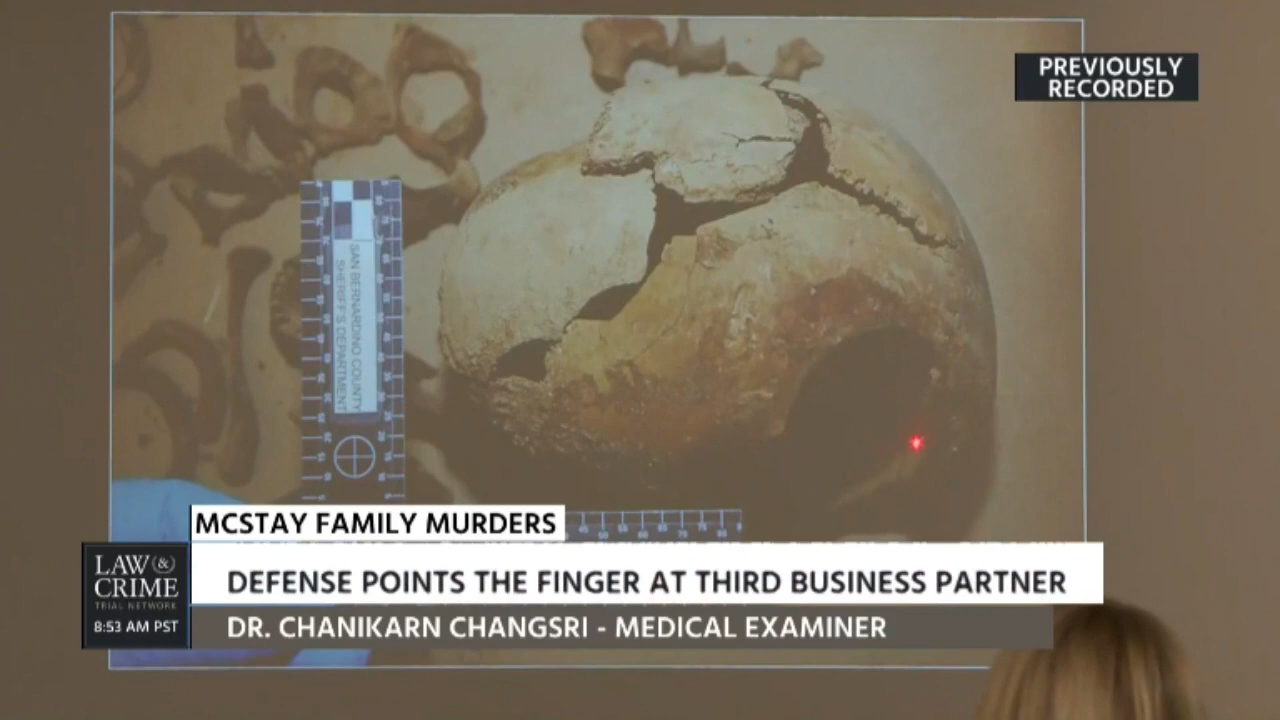 PREVIOUSLY
RECORDED
SAN BERNARDINO COUNTY
SHERIFF'S DEPARTMENT
MCSTAY FAMILY MURDERS
LAW &
CRIME
TRIAL NETWORK
8:53 AM PST
DEFENSE POINTS THE FINGER AT THIRD BUSINESS PARTNER
DR. CHANIKARN CHANGSRI - MEDICAL EXAMINER